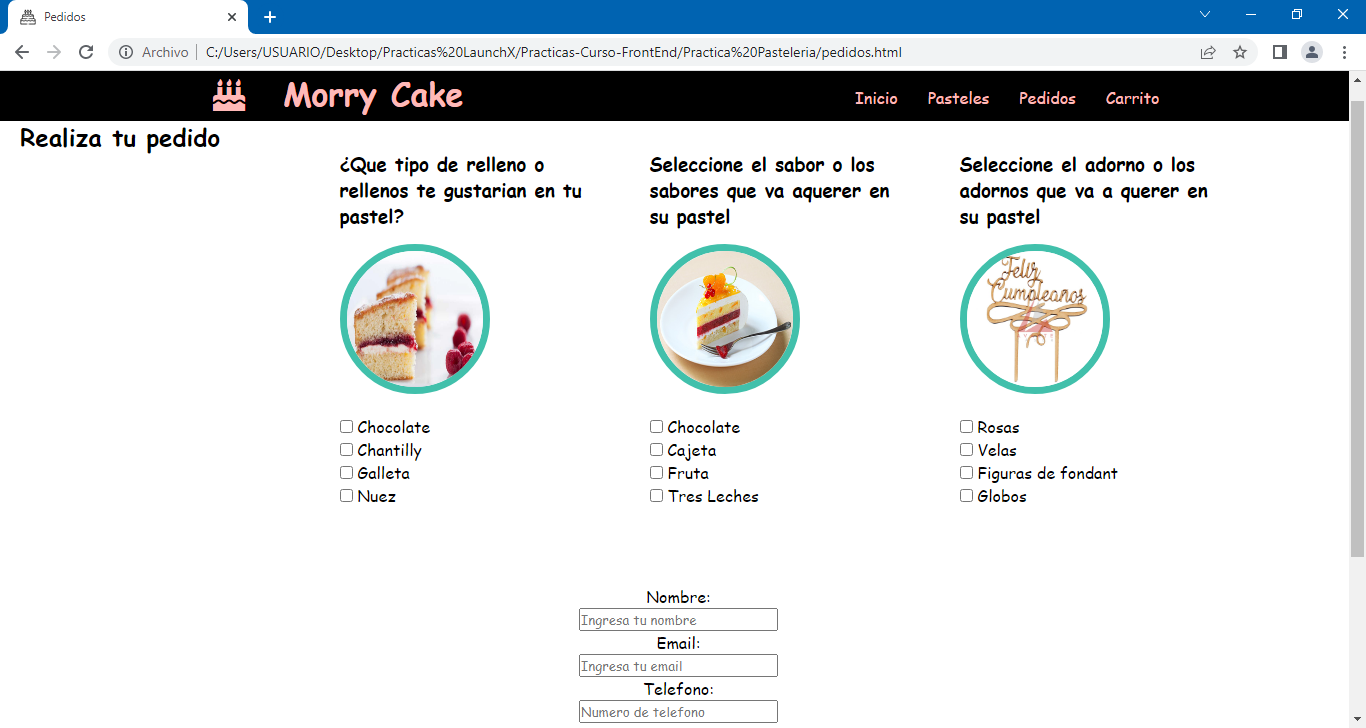 Pedidos
Archivo
C:/Users/USUARIO/Desktop/Practicas%20LaunchX/Practicas-Curso-FrontEnd/Practica%20Pasteleria/pedidos.html
Morry Cake
Inicio
Pasteles
Pedidos
Carrito
Realiza tu pedido
¿Que tipo de relleno o
rellenos te gustarian en tu
pastel?
Chocolate
Chantilly
Galleta
Nuez
Seleccione el sabor o los
sabores que va aquerer en
su pastel
Chocolate
Cajeta
Fruta
Tres Leches
Seleccione el adorno o los
adornos que va a querer en
su pastel
Feliz
Cumpleaños
Rosas
Velas
Figuras de fondant
Globos
Nombre:
Ingresa tu nombre
Email:
Ingresa tu email
Telefono:
Numero de telefono